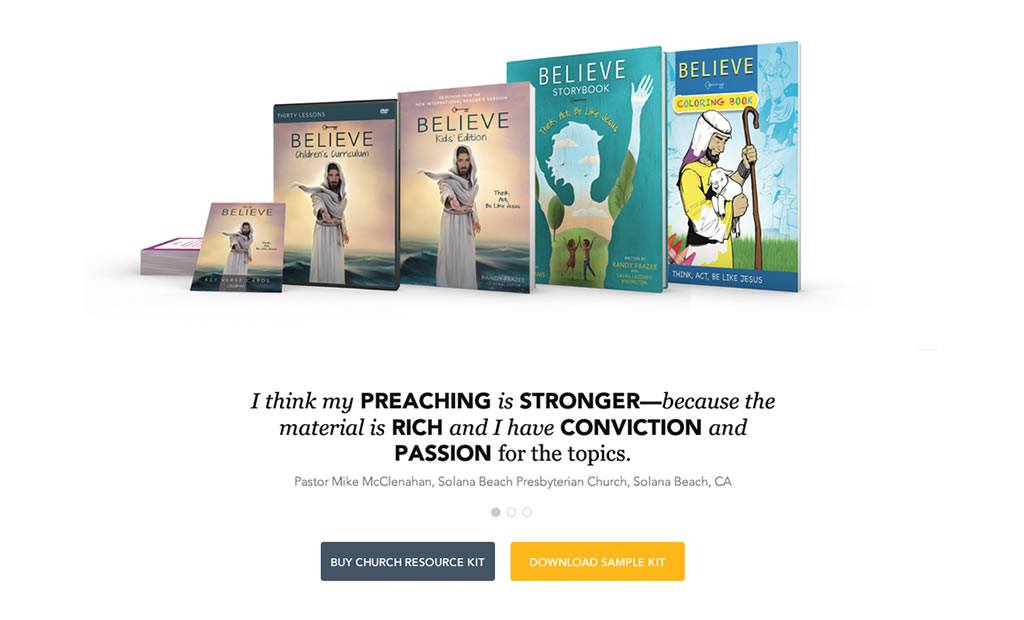 BELIEVE
KEY VERSE CARDS
THIRTY LESSONS
DVD
BELIEVE
Children's Curriculum
SELECTIONS FROM THE
NEW INTERNATIONAL READER'S VERSION
BELIEVE
Kids' Edition
Think,
Act,
Be Like Jesus
RANDY FRAZEE
GENERAL EDITOR
BELIEVE
STORYBOOK
Think, Act, Be Like Jesus
WRITTEN BY
RANDY FRAZEE
WITH
BELIEVE
COLORING BOOK
THINK, ACT, BE LIKE JESUS
I think my PREACHING is STRONGER—because the
material is RICH and I have CONVICTION and
PASSION for the topics.
Pastor Mike McClenahan, Solana Beach Presbyterian Church, Solana Beach, CA
BUY CHURCH RESOURCE KIT
DOWNLOAD SAMPLE KIT